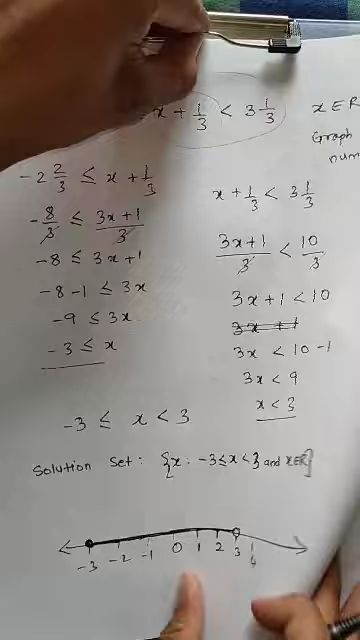 x + 1/3 < 3 1/3    x ∈ R
Graph
num
-2 2/3 ≤ x + 1/3
-8/3 ≤ (3x+1)/3
-8 ≤ 3x+1
-8-1 ≤ 3x
-9 ≤ 3x
-3 ≤ x
x + 1/3 < 3 1/3
(3x+1)/3 < 10/3
3x+1 < 10
3x + 1
3x < 10-1
3x < 9
x < 3
-3 ≤ x < 3
Solution Set: {x : -3≤x<3 and x∈R}
-3 -2 -1 0 1 2 3 4